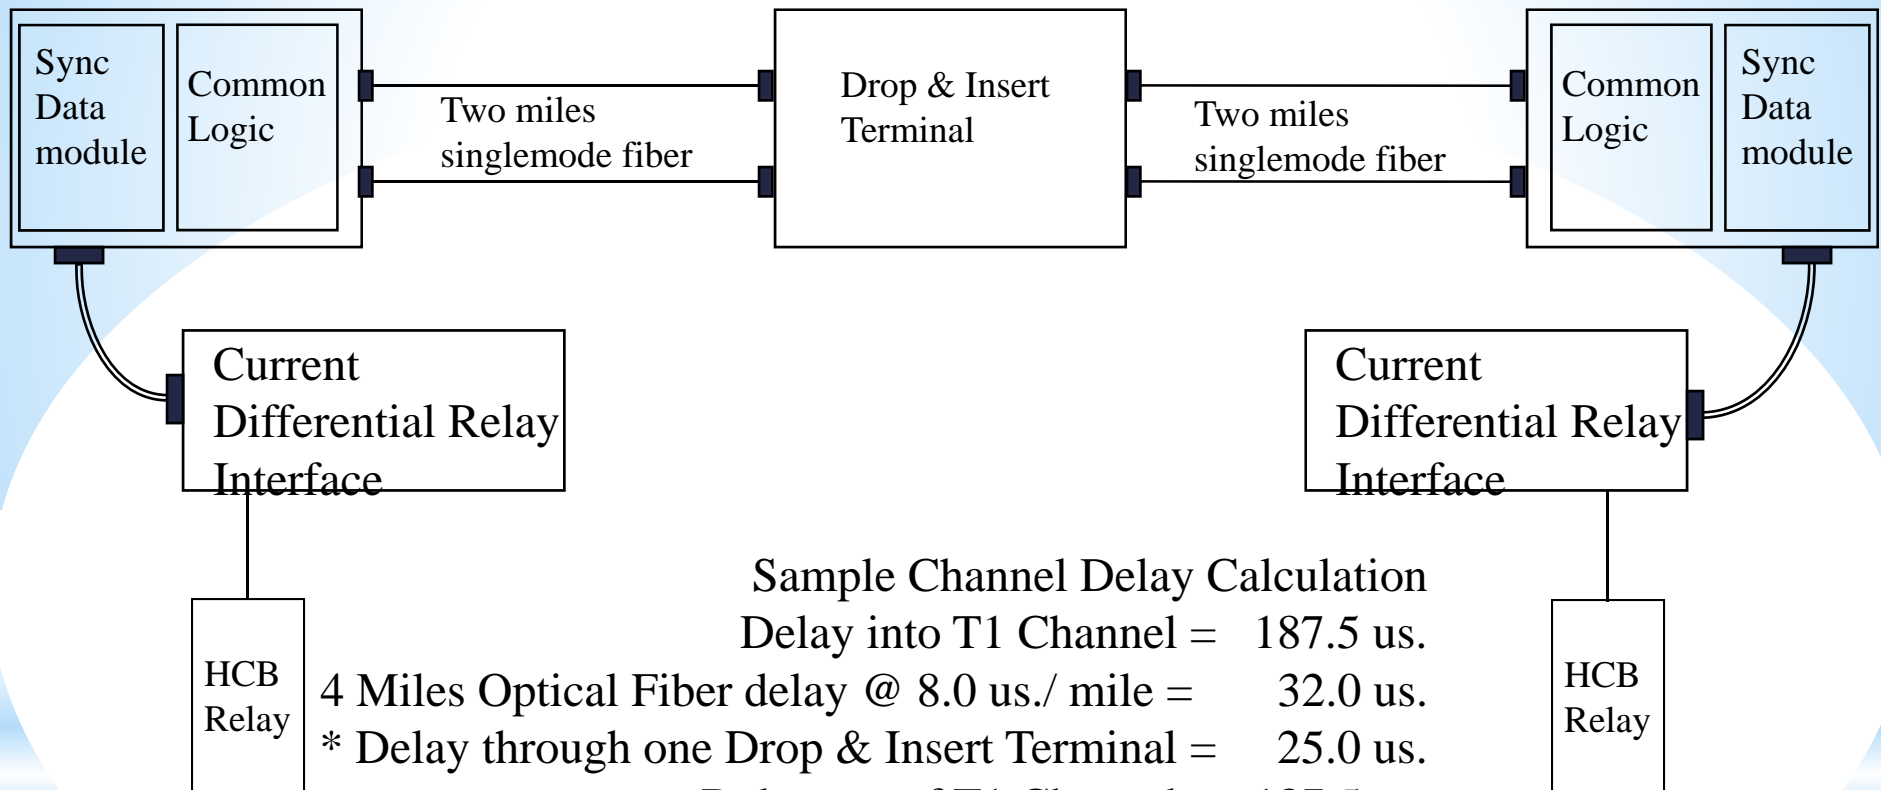 Sync
Data
module
Common
Logic
Two miles
singlemode fiber
Drop & Insert
Terminal
Two miles
singlemode fiber
Common
Logic
Sync
Data
module
Current
Differential Relay
Interface
Current
Differential Relay
Interface
HCB
Relay
Sample Channel Delay Calculation
Delay into T1 Channel = 187.5 us.
4 Miles Optical Fiber delay @ 8.0 us./ mile = 32.0 us.
* Delay through one Drop & Insert Terminal = 25.0 us.
HCB
Relay